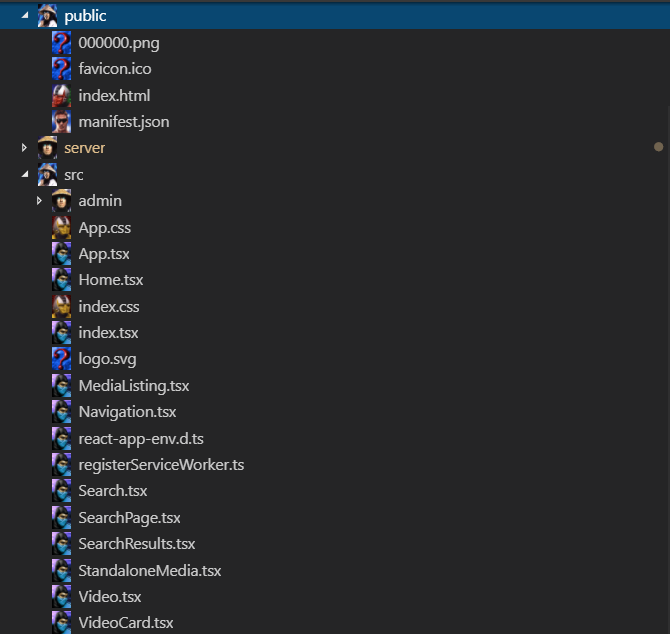 public
000000.png
favicon.ico
index.html
manifest.json
server
src
admin
App.css
App.tsx
Home.tsx
index.css
index.tsx
logo.svg
MediaListing.tsx
Navigation.tsx
react-app-env.d.ts
registerServiceWorker.ts
Search.tsx
SearchPage.tsx
SearchResults.tsx
StandaloneMedia.tsx
Video.tsx
VideoCard.tsx